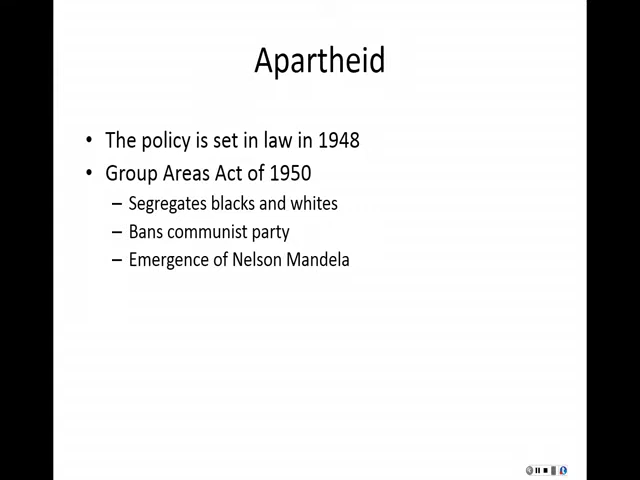 Apartheid
• The policy is set in law in 1948
• Group Areas Act of 1950
– Segregates blacks and whites
– Bans communist party
– Emergence of Nelson Mandela